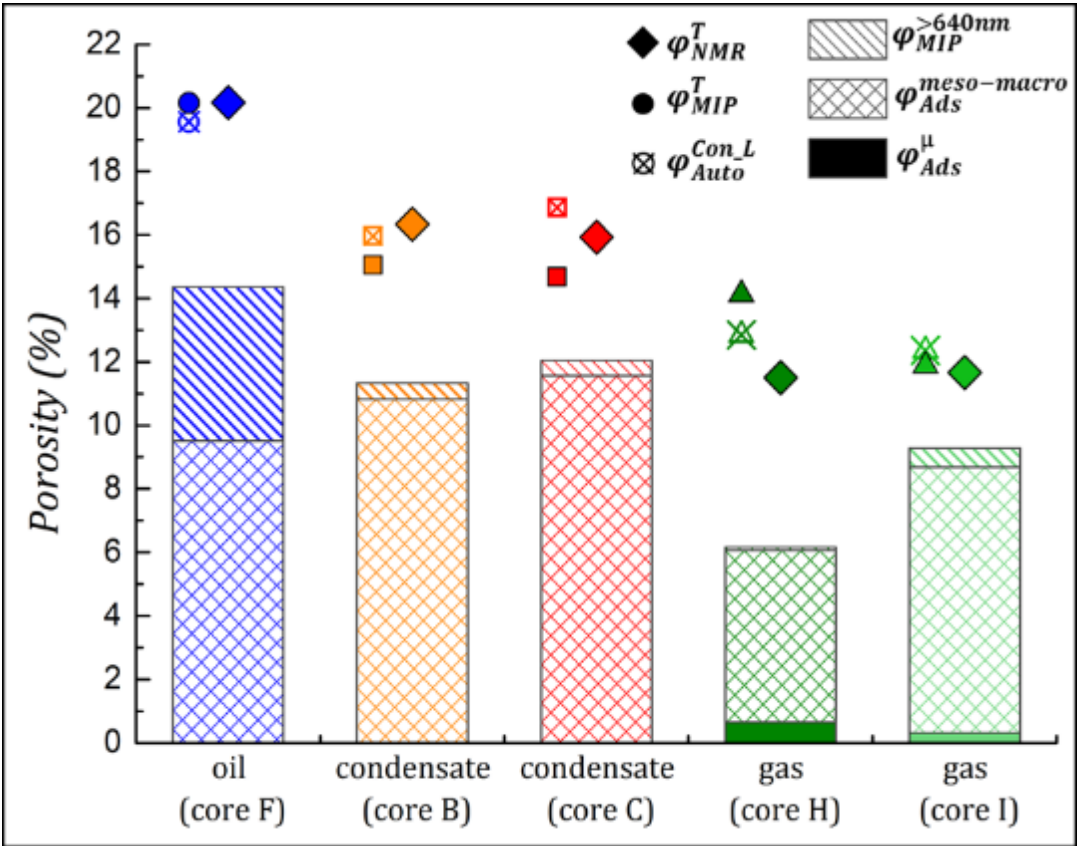 22
20
18
16
14
12
10
8
6
4
2
0
Porosity (%)
φ^T_NMR
φ^T_MIP
φ^Con_L_Auto
φ^>640nm_MIP
φ^meso−macro_Ads
φ^μ_Ads
oil
(core F)
condensate
(core B)
condensate
(core C)
gas
(core H)
gas
(core I)